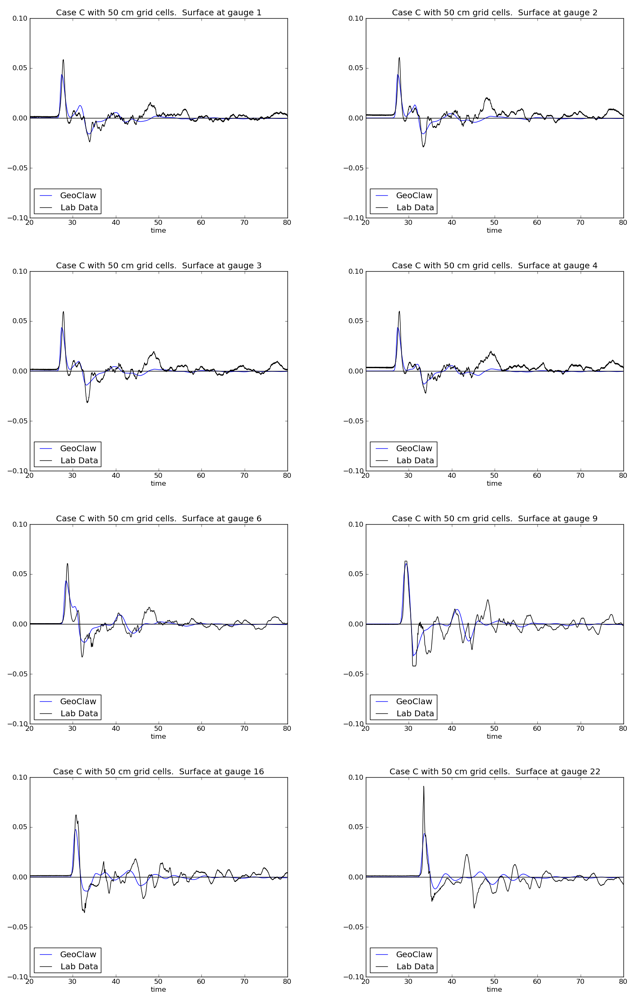 Case C with 50 cm grid cells.  Surface at gauge 1
0.10
0.05
0.00
−0.05
−0.10
GeoClaw
Lab Data
20 30 40 50 60 70 80
time
Case C with 50 cm grid cells.  Surface at gauge 2
0.10
0.05
0.00
−0.05
−0.10
GeoClaw
Lab Data
20 30 40 50 60 70 80
time
Case C with 50 cm grid cells.  Surface at gauge 3
0.10
0.05
0.00
−0.05
−0.10
GeoClaw
Lab Data
20 30 40 50 60 70 80
time
Case C with 50 cm grid cells.  Surface at gauge 4
0.10
0.05
0.00
−0.05
−0.10
GeoClaw
Lab Data
20 30 40 50 60 70 80
time
Case C with 50 cm grid cells.  Surface at gauge 6
0.10
0.05
0.00
−0.05
−0.10
GeoClaw
Lab Data
20 30 40 50 60 70 80
time
Case C with 50 cm grid cells.  Surface at gauge 9
0.10
0.05
0.00
−0.05
−0.10
GeoClaw
Lab Data
20 30 40 50 60 70 80
time
Case C with 50 cm grid cells.  Surface at gauge 16
0.10
0.05
0.00
−0.05
−0.10
GeoClaw
Lab Data
20 30 40 50 60 70 80
time
Case C with 50 cm grid cells.  Surface at gauge 22
0.10
0.05
0.00
−0.05
−0.10
GeoClaw
Lab Data
20 30 40 50 60 70 80
time